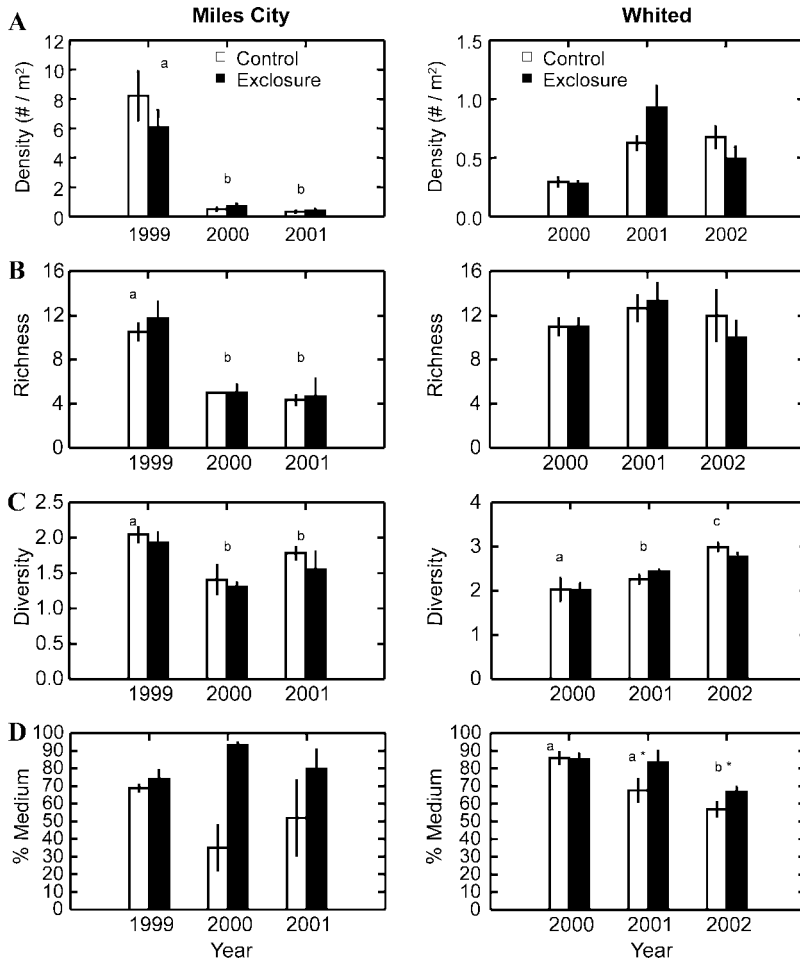 Miles City
Whited
A
12
10
8
6
4
2
0
Density (# / m²)
a
b
b
Control
Exclosure
1999 2000 2001
1.5
1.0
0.5
0.0
Density (# / m²)
Control
Exclosure
2000 2001 2002
B
16
12
8
4
0
Richness
a
b
b
1999 2000 2001
16
12
8
4
0
Richness
2000 2001 2002
C
2.5
2.0
1.5
1.0
0.5
0.0
Diversity
a
b
b
1999 2000 2001
4
3
2
1
0
Diversity
a
b
c
2000 2001 2002
D
100
90
80
70
60
50
40
30
20
10
0
% Medium
1999 2000 2001
Year
100
90
80
70
60
50
40
30
20
10
0
% Medium
a
a *
b *
2000 2001 2002
Year